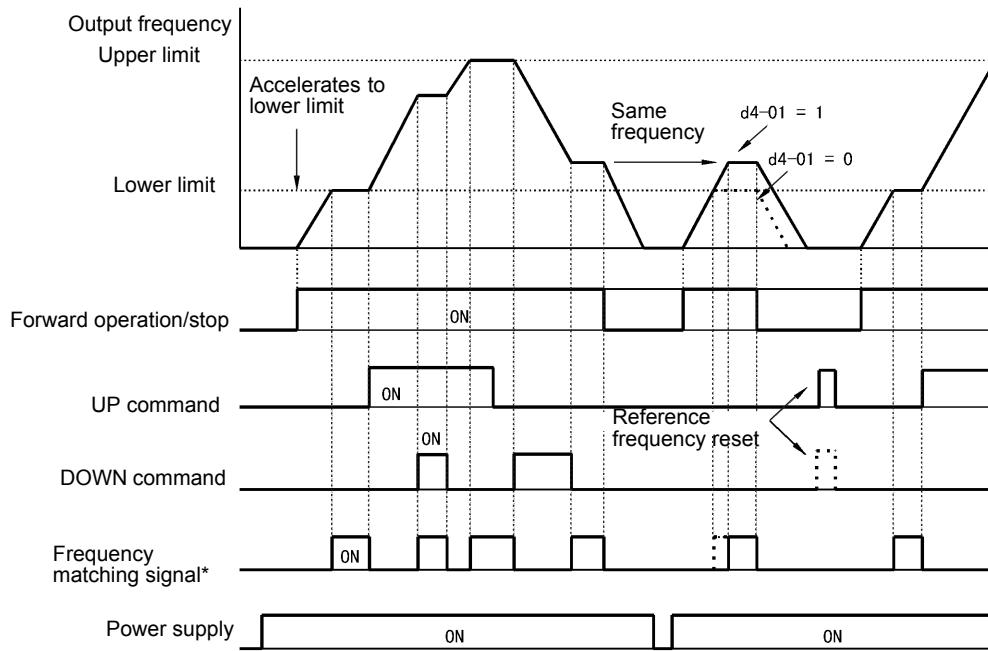 Output frequency
Upper limit
Accelerates to
lower limit
Same
frequency
d4-01 = 1
d4-01 = 0
Lower limit
Forward operation/stop
ON
UP command
ON
Reference
frequency reset
ON
DOWN command
Frequency
matching signal*
ON
Power supply
ON
ON